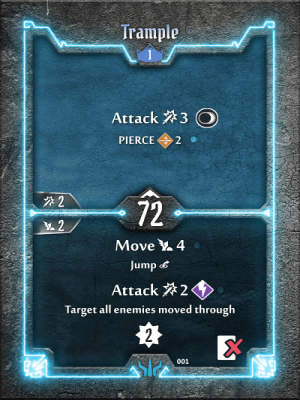 Trample
1
Attack 3
PIERCE 2
2
72
2
Move 4
Jump
Attack 2
Target all enemies moved through
2
001